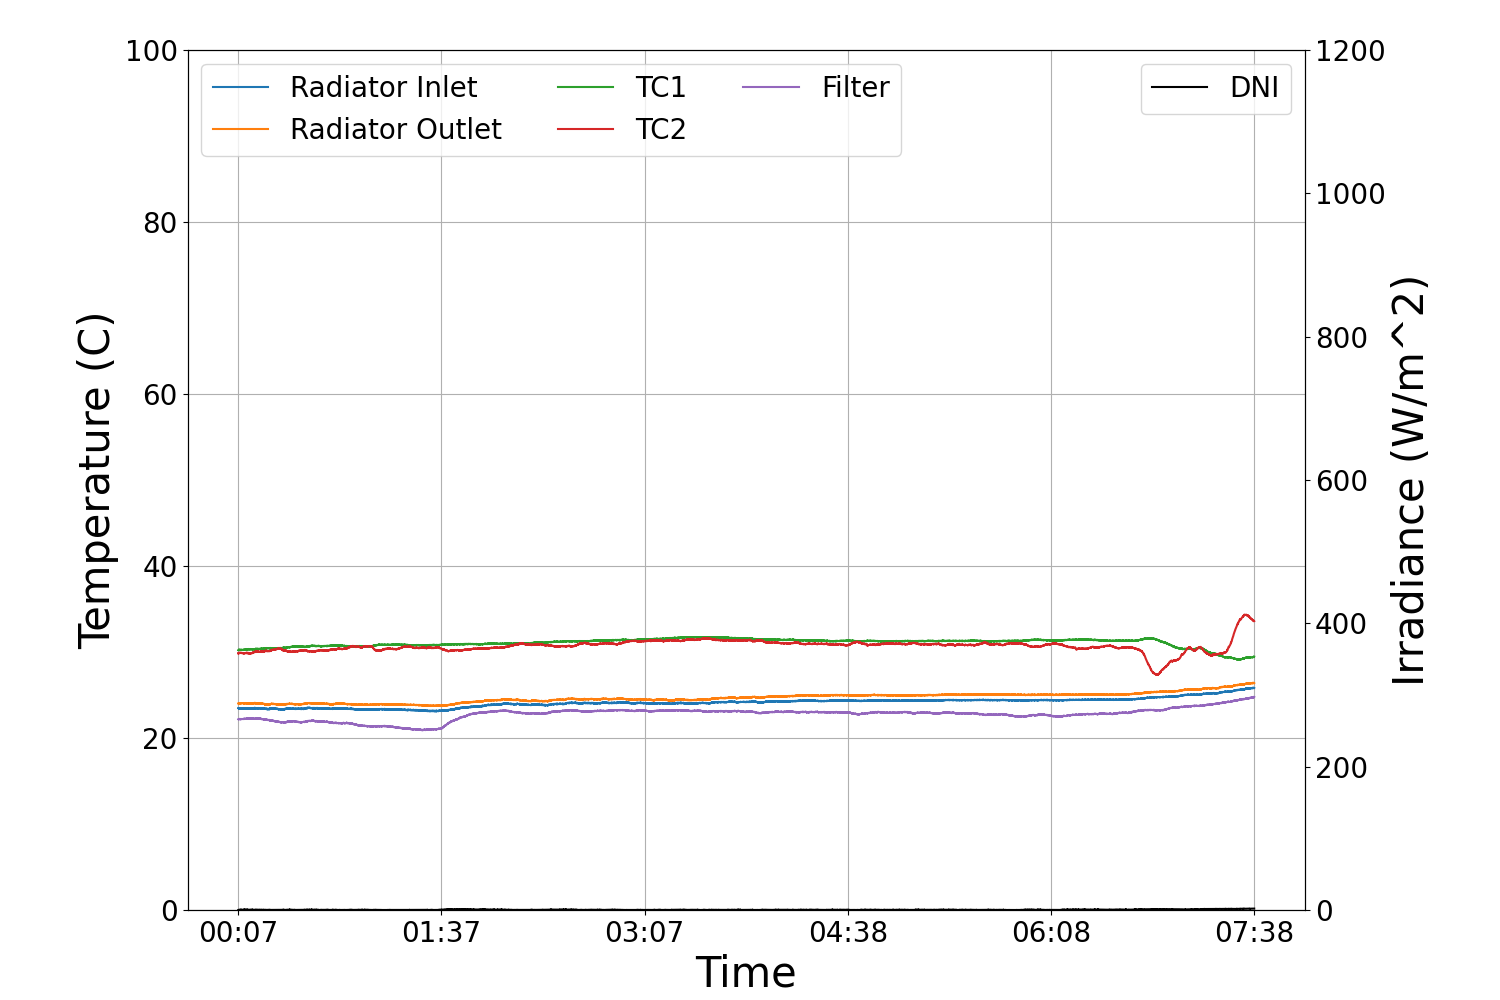 100
80
60
40
20
0
Temperature (C)
Radiator Inlet
Radiator Outlet
TC1
TC2
Filter
DNI
1200
1000
800
600
400
200
0
Irradiance (W/m^2)
00:07 01:37 03:07 04:38 06:08 07:38
Time